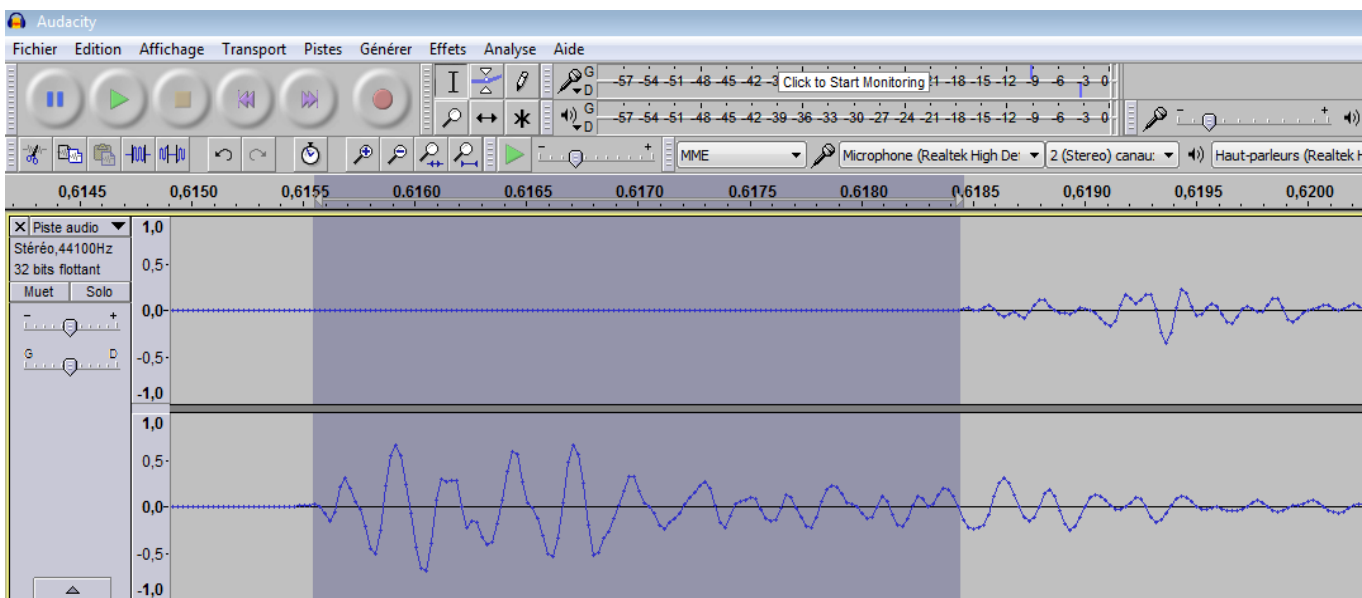 Audacity
Fichier Edition Affichage Transport Pistes Générer Effets Analyse Aide
G D -57 -54 -51 -48 -45 -42 -3 Click to Start Monitoring 21 -18 -15 -12 -9 -6 -3 0
G D -57 -54 -51 -48 -45 -42 -39 -36 -33 -30 -27 -24 -21 -18 -15 -12 -9 -6 -3 0
MME Microphone (Realtek High De 2 (Stereo) canau: Haut-parleurs (Realtek H
0,6145 0,6150 0,6155 0,6160 0,6165 0,6170 0,6175 0,6180 0,6185 0,6190 0,6195 0,6200
X Piste audio 1,0
Stéréo,44100Hz
32 bits flottant 0,5
Muet Solo
- + 0,0
G D -0,5
-1,0
1,0
0,5
0,0
-0,5
-1,0